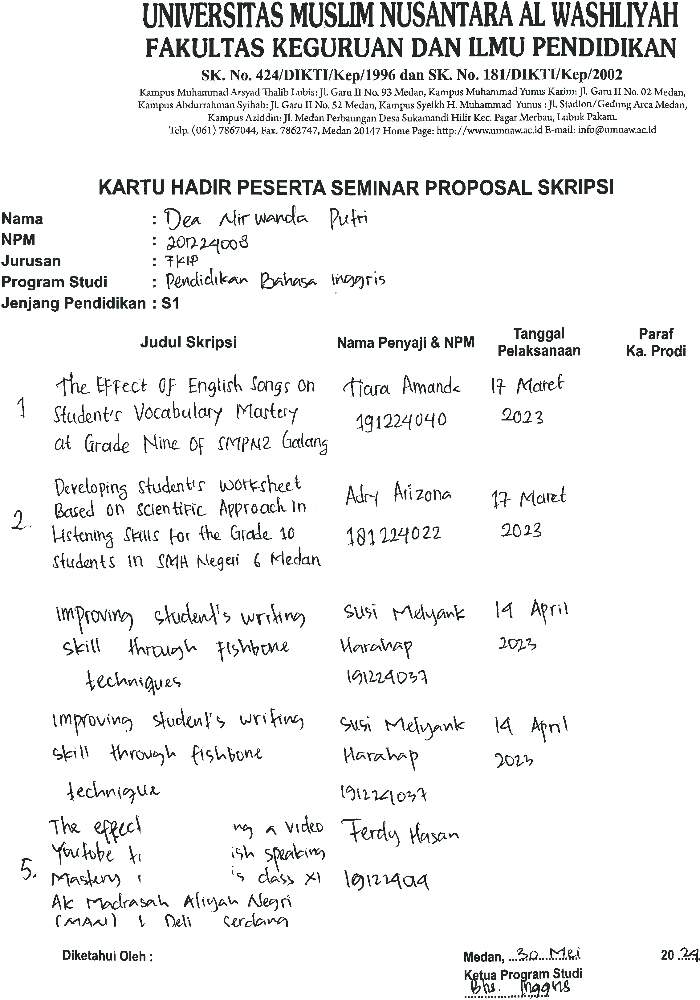 UNIVERSITAS MUSLIM NUSANTARA AL WASHLIYAH
FAKULTAS KEGURUAN DAN ILMU PENDIDIKAN
SK. No. 424/DIKTI/Kep/1996 dan SK. No. 181/DIKTI/Kep/2002
Kampus Muhammad Arsyad Thalib Lubis: Jl. Garu II No. 93 Medan, Kampus Muhammad Yunus Karim: Jl. Garu II No. 02 Medan,
Kampus Abdurrahman Syihab: Jl. Garu II No. 52 Medan, Kampus Syeikh H. Muhammad Yunus : Jl. Stadion/Gedung Arca Medan,
Kampus Aziddin: Jl. Medan Perbaungan Desa Sukamandi Hilir Kec. Pagar Merbau, Lubuk Pakam.
Telp. (061) 7867044, Fax. 7862747, Medan 20147 Home Page: http://www.umnaw.ac.id E-mail: info@umnaw.ac.id
KARTU HADIR PESERTA SEMINAR PROPOSAL SKRIPSI
Nama : Dea Nirwanda Putri
NPM : 201224008
Jurusan : FKIP
Program Studi : Pendidikan Bahasa Inggris
Jenjang Pendidikan : S1
Judul Skripsi Nama Penyaji & NPM Tanggal Pelaksanaan Paraf Ka. Prodi
1 The Effect OF English Songs on Tiara Amanda 17 Maret
Student's Vocabulary Mastery 191224040 2023
at Grade Nine OF SMPN2 Galang
2. Developing Student's worksheet Adry Arizona 17 Maret
Based on Scientific Approach in
Listening Skills For the Grade 10 181224022 2023
Students in SMA Negeri 6 Medan
Improving student's writing Susi Melyank 14 April
skill through fishbone Harahap 2023
techniques 191224037
Improving student's writing Susi Melyank 14 April
skill through fishbone Harahap 2023
technique 191224037
5. The effect ng a video Ferdy Hasan
Youtobe ish speaking
Mastery 's class XI
Ak Madrasah Aliyah Negri
(MAN) 1 Deli Serdang
Diketahui Oleh :
Medan, 30 Mei 2024
Ketua Program Studi
Bhs. Inggris